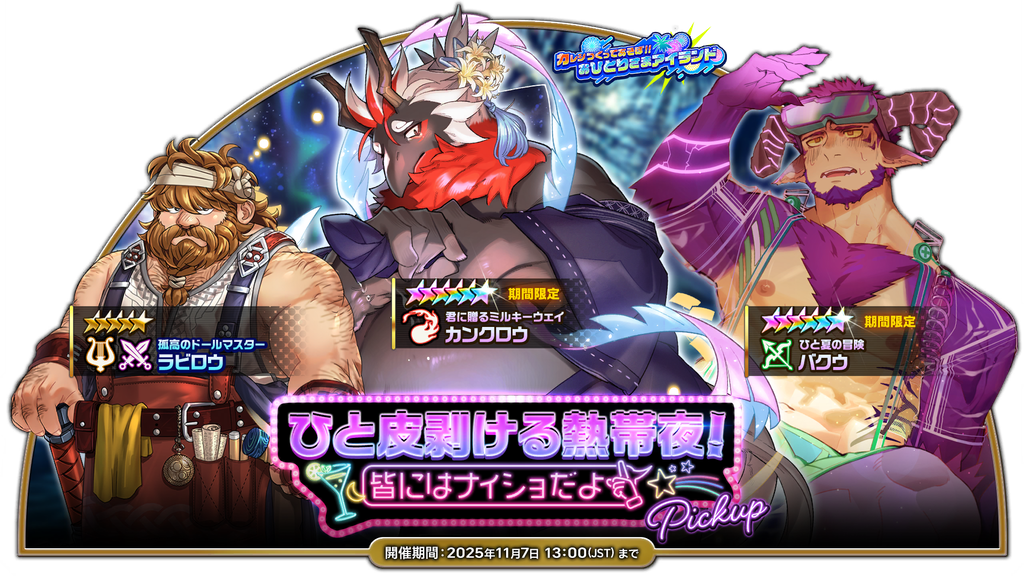 カレシつくってあそぼ!!
おひとりさまアイランド
期間限定
君に贈るミルキーウェイ
カンクロウ
孤高のドールマスター
ラビロウ
期間限定
ひと夏の冒険
バクウ
ひと皮剥ける熱帯夜!
皆にはナイショだよ
Pickup
開催期間:2025年11月7日 13:00(JST)まで